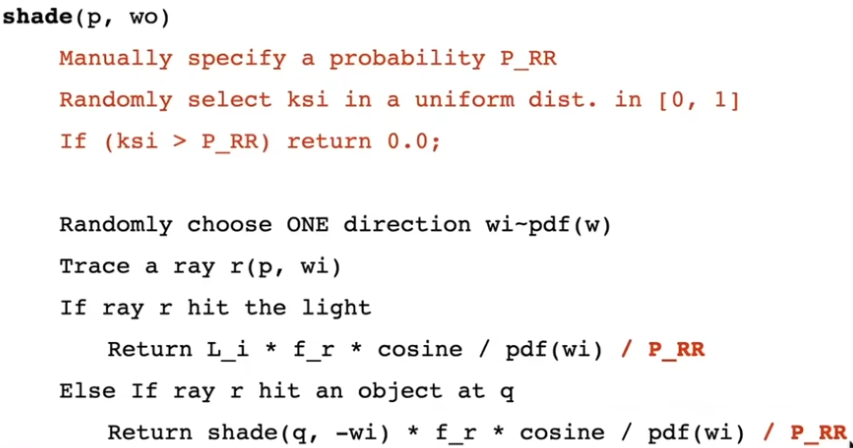 shade(p, wo)
Manually specify a probability P_RR
Randomly select ksi in a uniform dist. in [0, 1]
If (ksi > P_RR) return 0.0;
Randomly choose ONE direction wi~pdf(w)
Trace a ray r(p, wi)
If ray r hit the light
Return L_i * f_r * cosine / pdf(wi) / P_RR
Else If ray r hit an object at q
Return shade(q, -wi) * f_r * cosine / pdf(wi) / P_RR